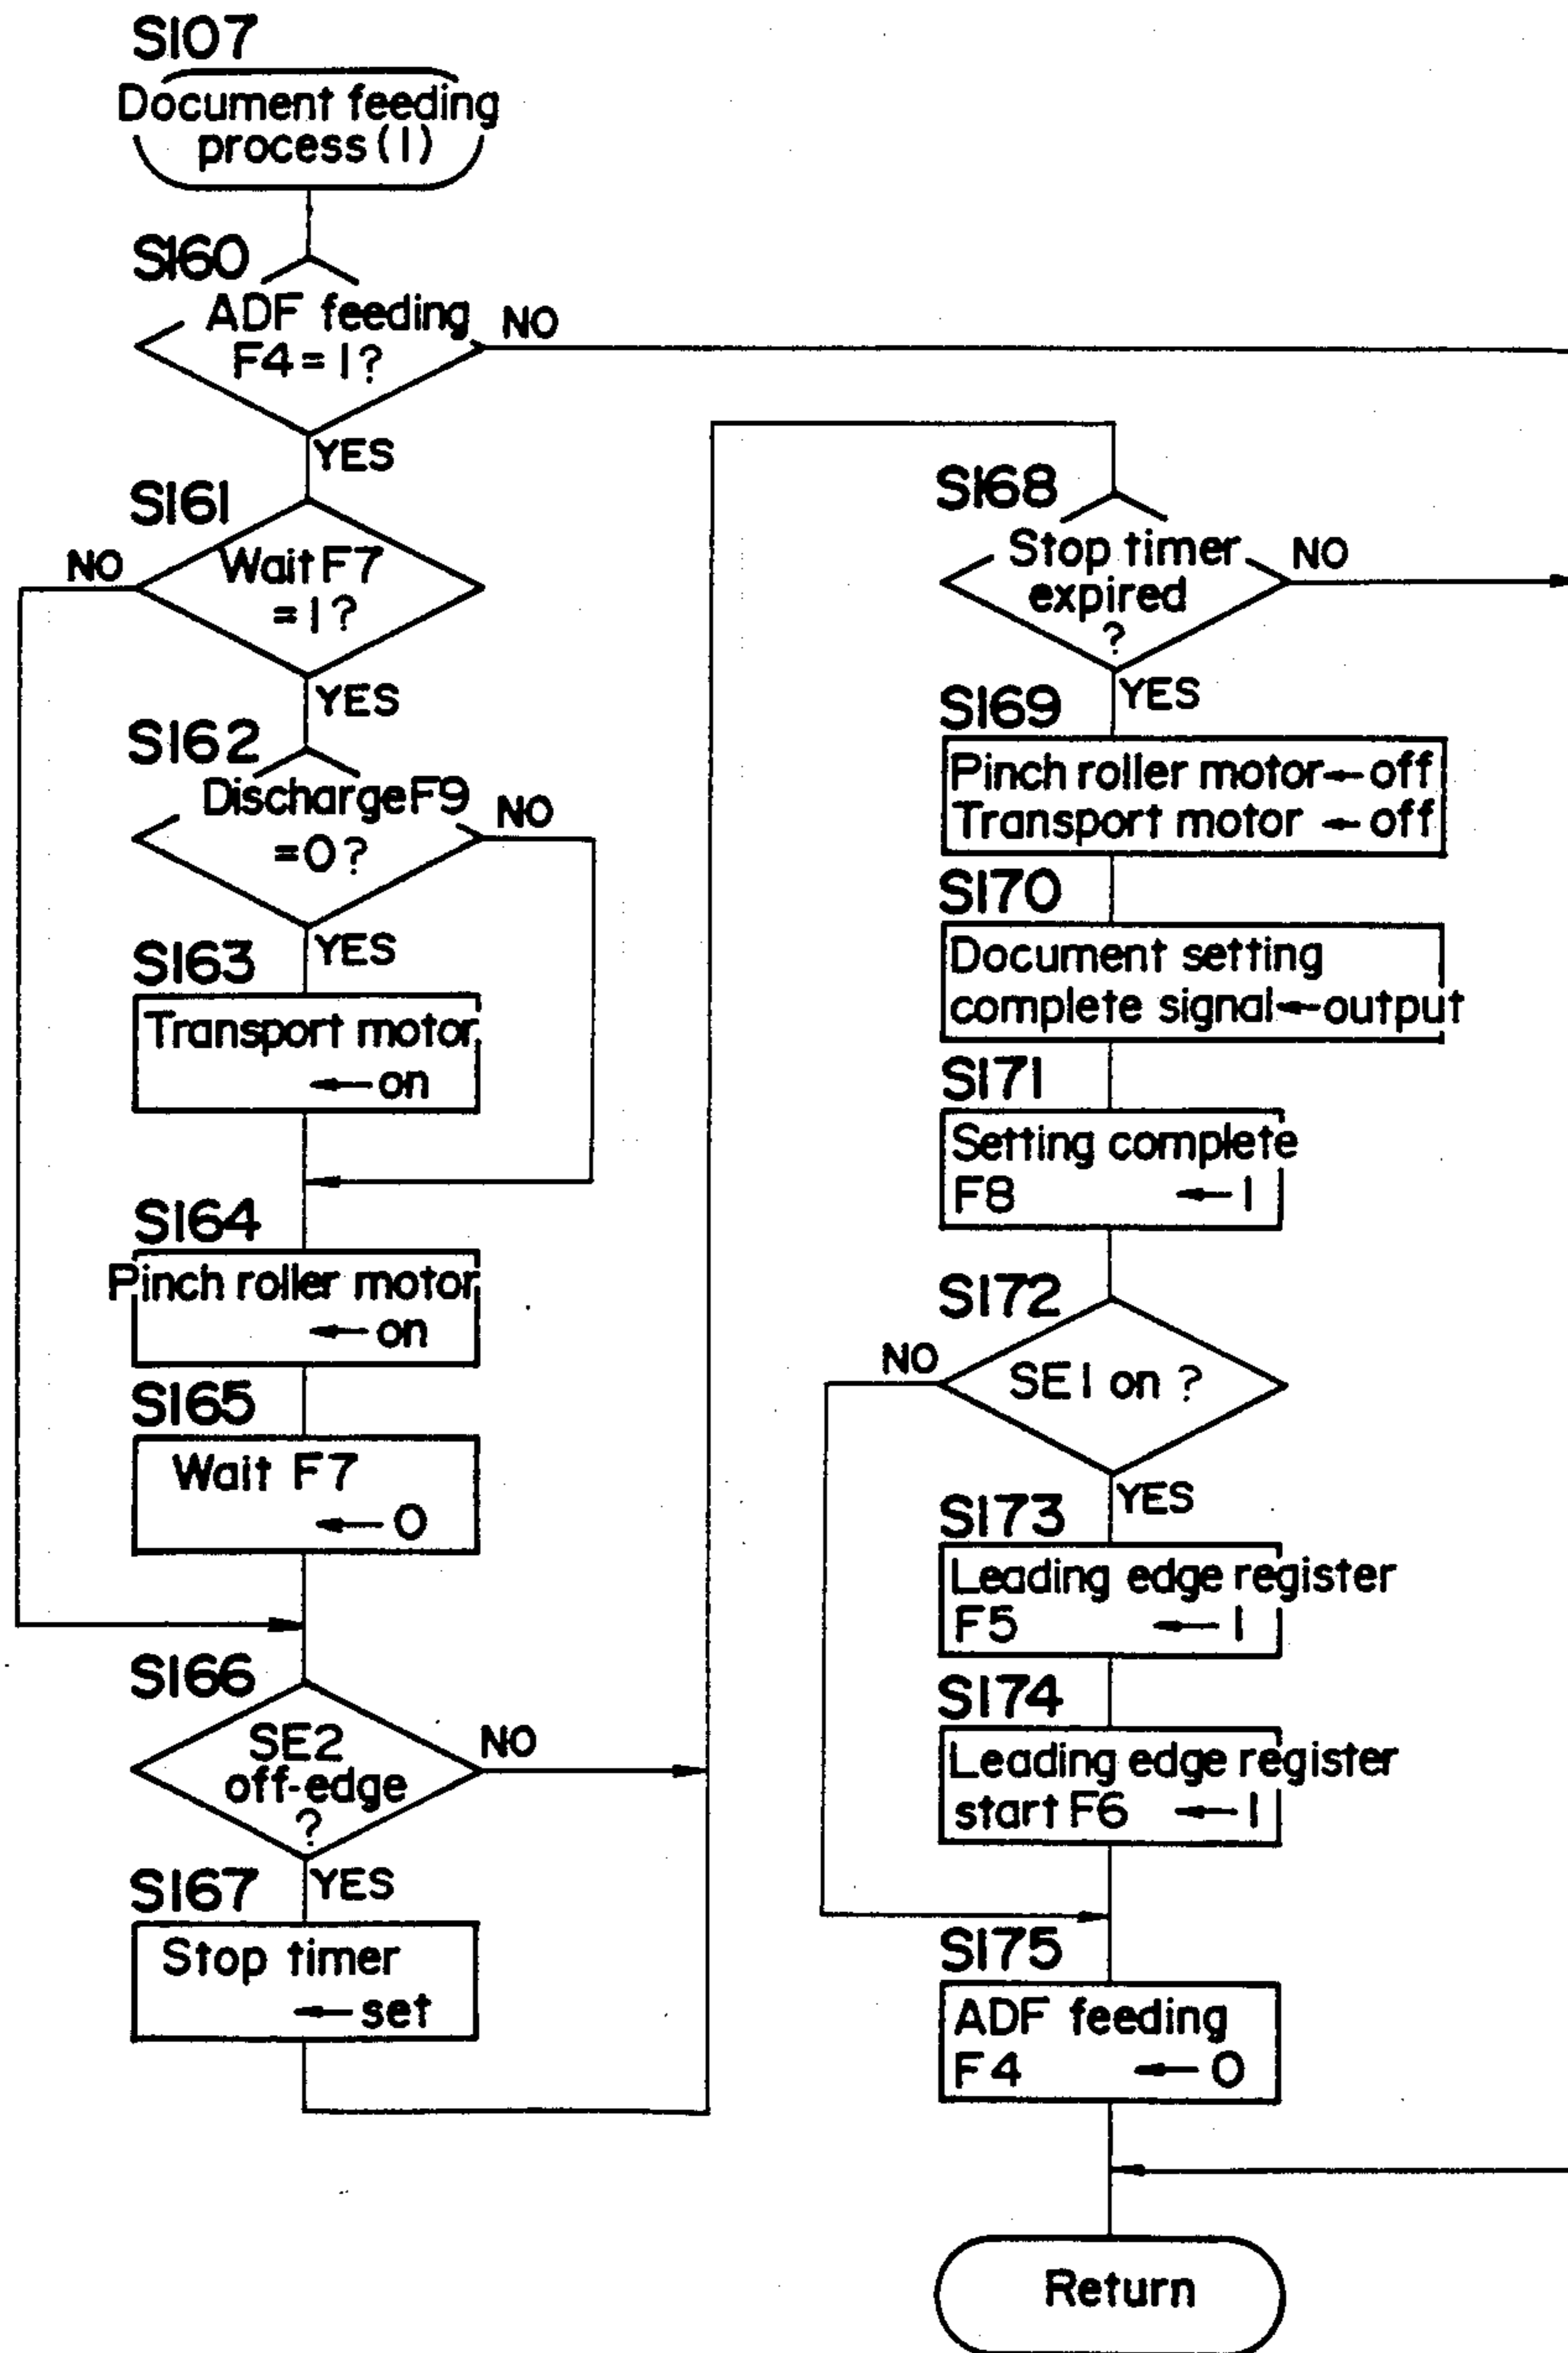 S107
Document feeding
process (1)
S160
ADF feeding
F4=1?
NO
YES
S161
Wait F7
=1?
NO
YES
S162
Discharge F9
=0?
NO
YES
S163
Transport motor
←on
S164
Pinch roller motor
←on
S165
Wait F7
←0
S166
SE2
off-edge
?
NO
YES
S167
Stop timer
←set
S168
Stop timer
expired
?
NO
YES
S169
Pinch roller motor←off
Transport motor ←off
S170
Document setting
complete signal←output
S171
Setting complete
F8 ←1
S172
SE1 on ?
NO
YES
S173
Leading edge register
F5 ←1
S174
Leading edge register
start F6 ←1
S175
ADF feeding
F4 ←0
Return